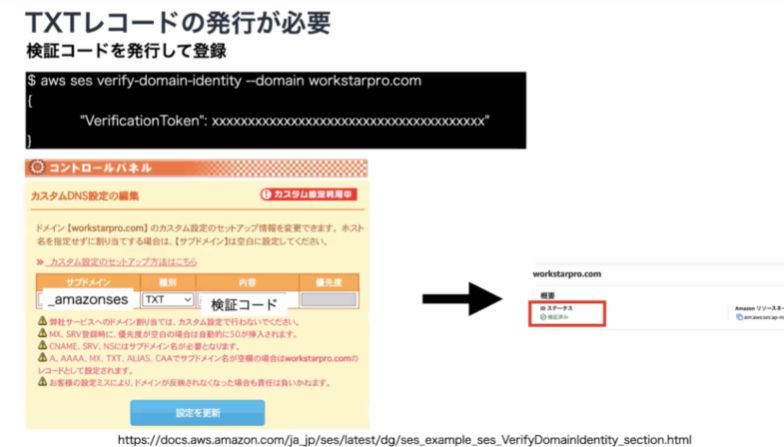 TXTレコードの発行が必要
検証コードを発行して登録
$ aws ses verify-domain-identity --domain workstarpro.com
{
"VerificationToken": xxxxxxxxxxxxxxxxxxxxxxxxxxxxxxxxxxxxxxx"
}
コントロールパネル
カスタムDNS設定の編集
カスタム設定利用中
ドメイン【workstarpro.com】のカスタム設定のセットアップ情報を変更できます。ホスト
名を指定せずに割り当てする場合は、【サブドメイン】は空白に設定してください。
カスタム設定のセットアップ方法はこちら
サブドメイン 種別 内容 優先度
_amazonses TXT 検証コード
弊社サービスへのドメイン割り当ては、カスタム設定で行わないでください。
MX、SRV登録時に、優先度が空白の場合は自動的に50が挿入されます。
CNAME、SRV、NSにはサブドメイン名が必要となります。
A、AAAA、MX、TXT、ALIAS、CAAでサブドメイン名が空欄の場合はworkstarpro.comの
レコードとして設定されます。
お客様の設定ミスにより、ドメインが反映されなくなった場合も責任は負いかねます。
設定を更新
workstarpro.com
概要
ID ステータス
検証済み
Amazon リソースネー
https://docs.aws.amazon.com/ja_jp/ses/latest/dg/ses_example_ses_VerifyDomainIdentity_section.html